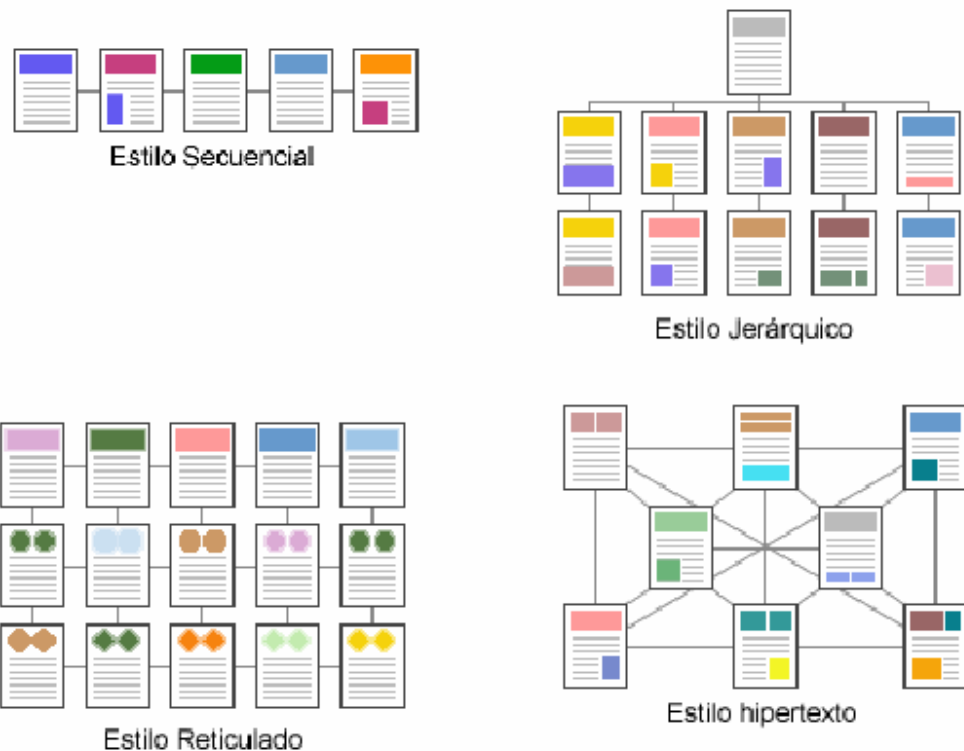 Estilo Secuencial
Estilo Jerárquico
Estilo Reticulado
Estilo hipertexto